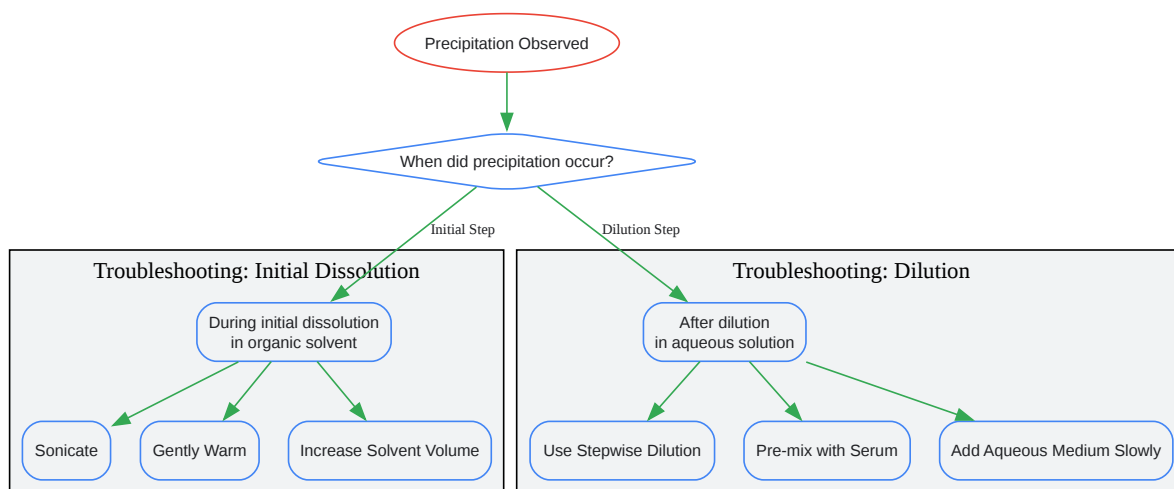 Precipitation Observed
When did precipitation occur?
Initial Step
Dilution Step
Troubleshooting: Initial Dissolution
Troubleshooting: Dilution
During initial dissolution
in organic solvent
After dilution
in aqueous solution
Sonicate
Gently Warm
Increase Solvent Volume
Use Stepwise Dilution
Pre-mix with Serum
Add Aqueous Medium Slowly